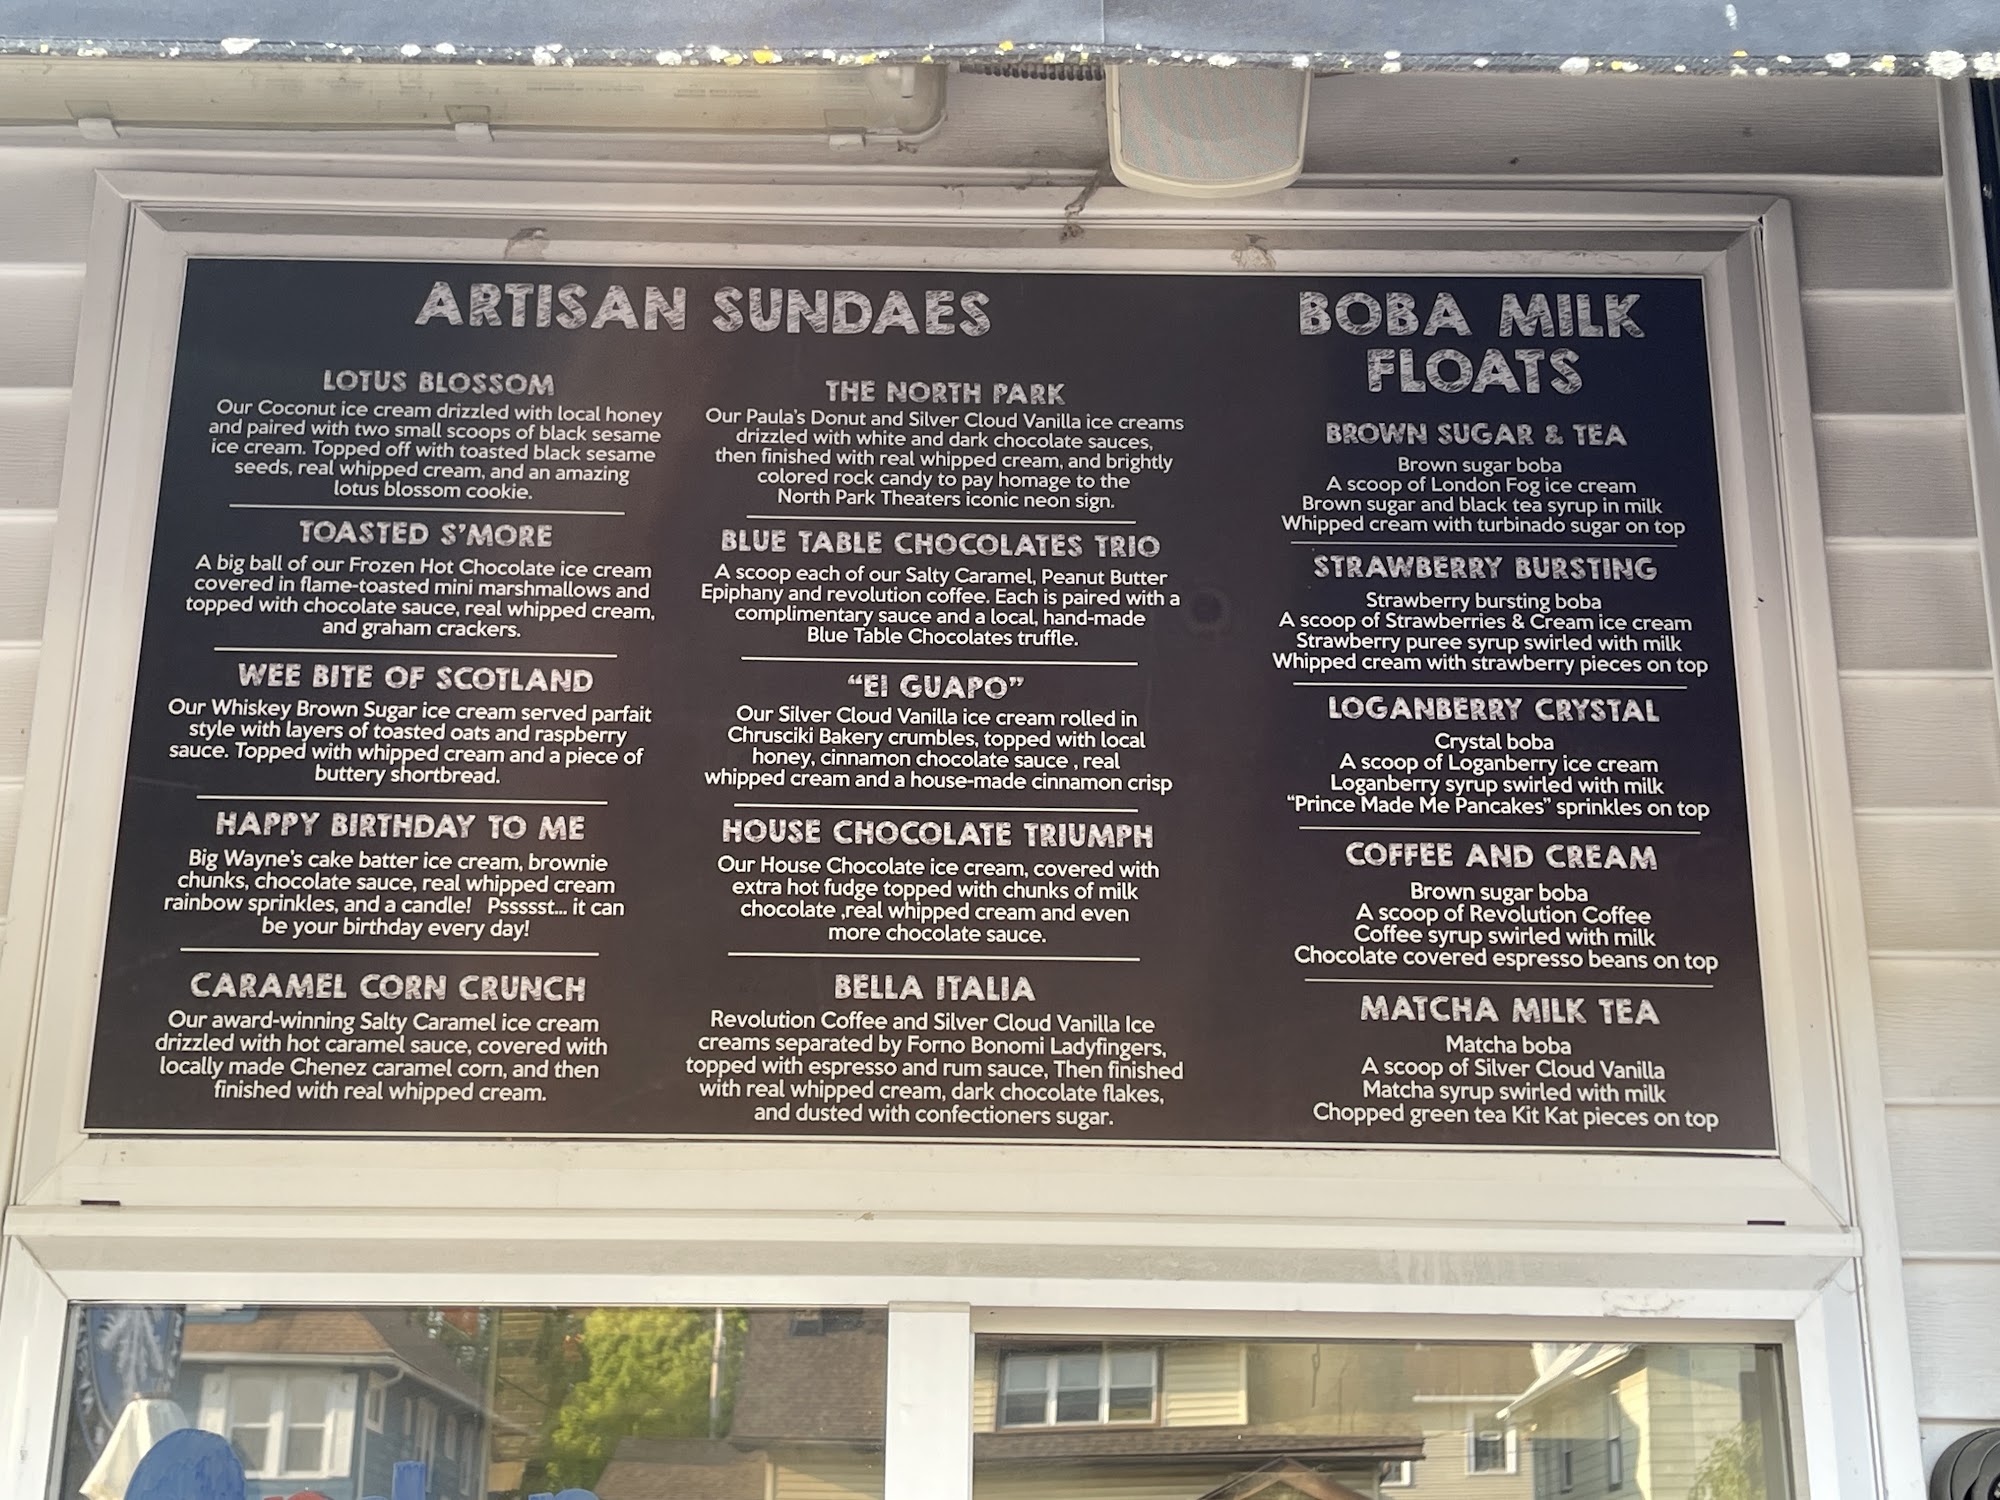 ARTISAN SUNDAES
LOTUS BLOSSOM
Our Coconut ice cream drizzled with local honey
and paired with two small scoops of black sesame
ice cream. Topped off with toasted black sesame
seeds, real whipped cream, and an amazing
lotus blossom cookie.
TOASTED S'MORE
A big ball of our Frozen Hot Chocolate ice cream
covered in flame-toasted mini marshmallows and
topped with chocolate sauce, real whipped cream,
and graham crackers.
WEE BITE OF SCOTLAND
Our Whiskey Brown Sugar ice cream served parfait
style with layers of toasted oats and raspberry
sauce. Topped with whipped cream and a piece of
buttery shortbread.
HAPPY BIRTHDAY TO ME
Big Wayne's cake batter ice cream, brownie
chunks, chocolate sauce, real whipped cream
rainbow sprinkles, and a candle! Pssssst... it can
be your birthday every day!
CARAMEL CORN CRUNCH
Our award-winning Salty Caramel ice cream
drizzled with hot caramel sauce, covered with
locally made Chenez caramel corn, and then
finished with real whipped cream.
THE NORTH PARK
Our Paula's Donut and Silver Cloud Vanilla ice creams
drizzled with white and dark chocolate sauces,
then finished with real whipped cream, and brightly
colored rock candy to pay homage to the
North Park Theaters iconic neon sign.
BLUE TABLE CHOCOLATES TRIO
A scoop each of our Salty Caramel, Peanut Butter
Epiphany and revolution coffee. Each is paired with a
complimentary sauce and a local, hand-made
Blue Table Chocolates truffle.
"El GUAPO"
Our Silver Cloud Vanilla ice cream rolled in
Chrusciki Bakery crumbles, topped with local
honey, cinnamon chocolate sauce , real
whipped cream and a house-made cinnamon crisp
HOUSE CHOCOLATE TRIUMPH
Our House Chocolate ice cream, covered with
extra hot fudge topped with chunks of milk
chocolate ,real whipped cream and even
more chocolate sauce.
BELLA ITALIA
Revolution Coffee and Silver Cloud Vanilla Ice
creams separated by Forno Bonomi Ladyfingers,
topped with espresso and rum sauce, Then finished
with real whipped cream, dark chocolate flakes,
and dusted with confectioners sugar.
BOBA MILK
FLOATS
BROWN SUGAR & TEA
Brown sugar boba
A scoop of London Fog ice cream
Brown sugar and black tea syrup in milk
Whipped cream with turbinado sugar on top
STRAWBERRY BURSTING
Strawberry bursting boba
A scoop of Strawberries & Cream ice cream
Strawberry puree syrup swirled with milk
Whipped cream with strawberry pieces on top
LOGANBERRY CRYSTAL
Crystal boba
A scoop of Loganberry ice cream
Loganberry syrup swirled with milk
"Prince Made Me Pancakes" sprinkles on top
COFFEE AND CREAM
Brown sugar boba
A scoop of Revolution Coffee
Coffee syrup swirled with milk
Chocolate covered espresso beans on top
MATCHA MILK TEA
Matcha boba
A scoop of Silver Cloud Vanilla
Matcha syrup swirled with milk
Chopped green tea Kit Kat pieces on top